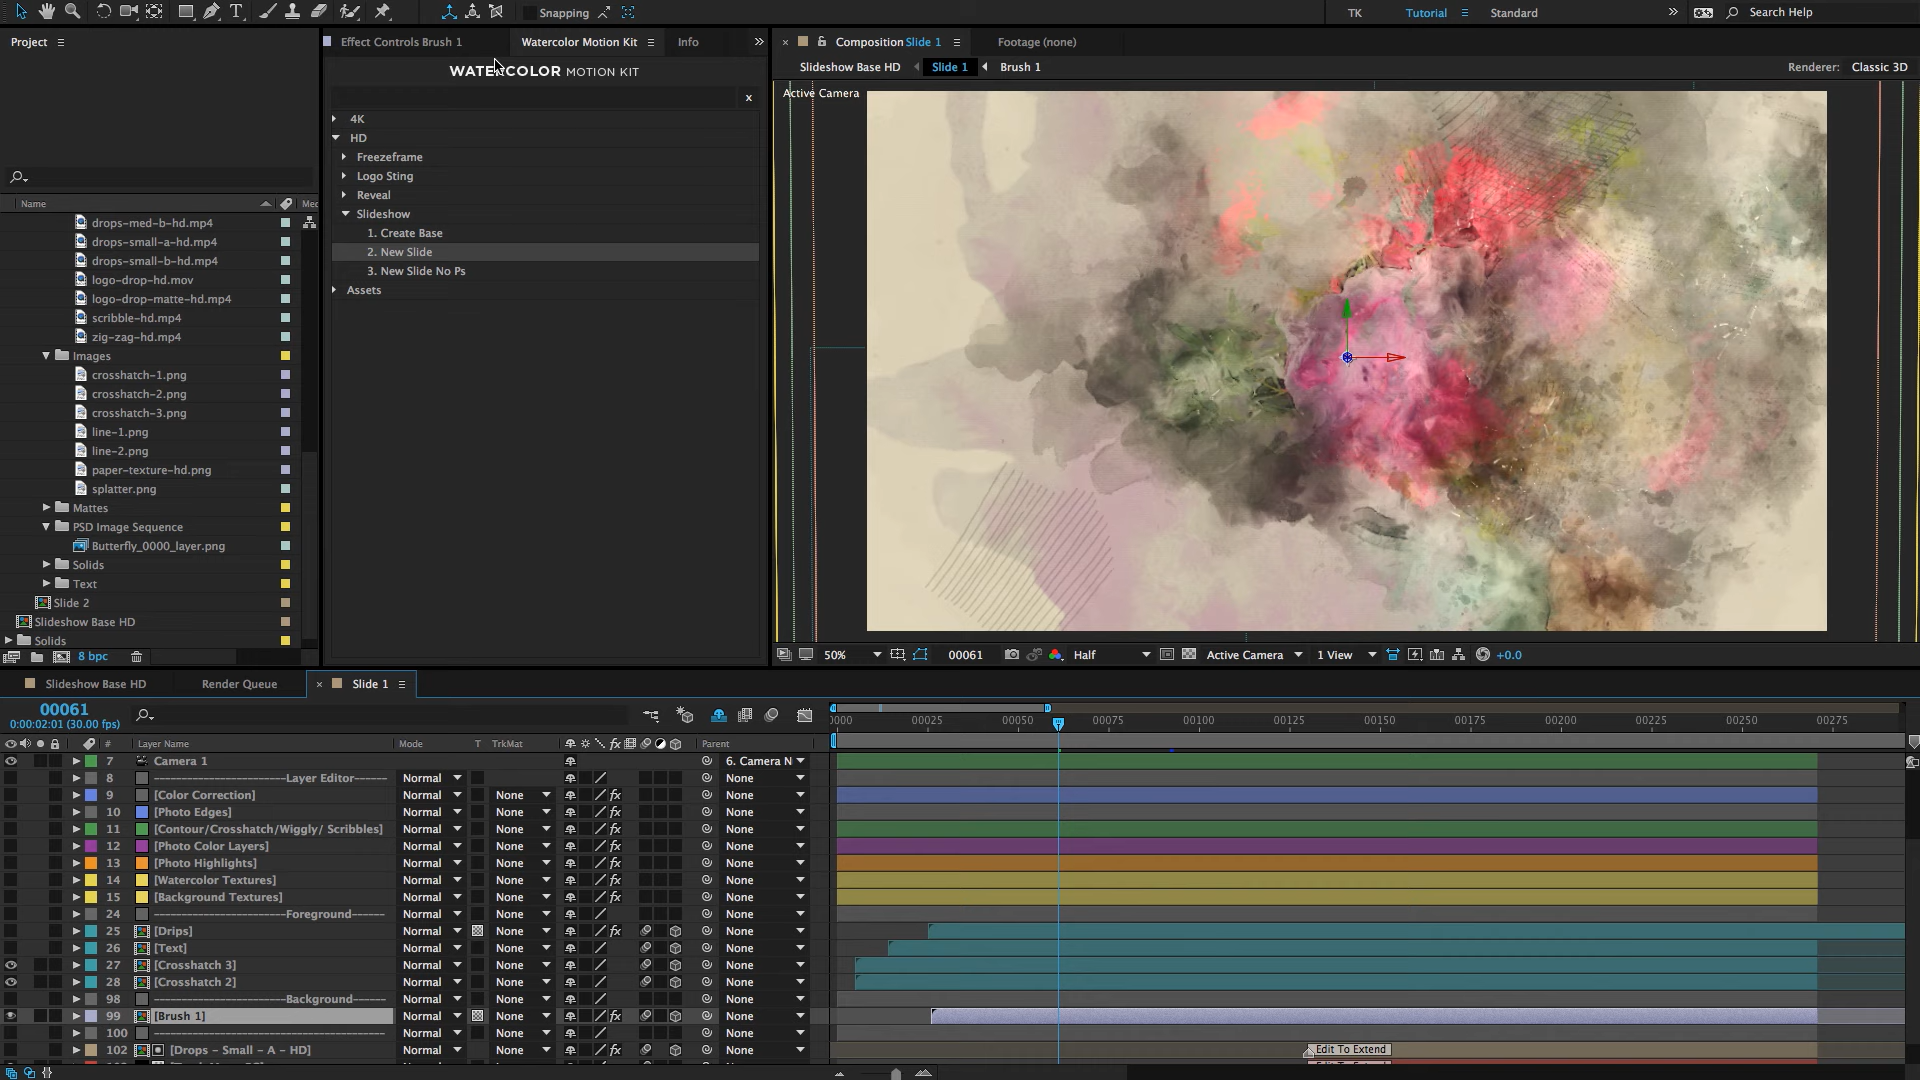 Snapping
TK
Tutorial
Standard
Search Help
Project
Effect Controls Brush 1
Watercolor Motion Kit
Info
Composition Slide 1
Footage (none)
WATERCOLOR MOTION KIT
Slideshow Base HD
Slide 1
Brush 1
Renderer:
Classic 3D
Active Camera
x
4K
HD
Freezeframe
Logo Sting
Reveal
Slideshow
1. Create Base
2. New Slide
3. New Slide No Ps
Assets
Name
Med
drops-med-b-hd.mp4
drops-small-a-hd.mp4
drops-small-b-hd.mp4
logo-drop-hd.mov
logo-drop-matte-hd.mp4
scribble-hd.mp4
zig-zag-hd.mp4
Images
crosshatch-1.png
crosshatch-2.png
crosshatch-3.png
line-1.png
line-2.png
paper-texture-hd.png
splatter.png
Mattes
PSD Image Sequence
Butterfly_0000_layer.png
Solids
Text
Slide 2
Slideshow Base HD
Solids
8 bpc
50%
00061
Half
Active Camera
1 View
+0.0
Slideshow Base HD
Render Queue
Slide 1
00061
0:00:02:01 (30.00 fps)
0000 00025 00050 00075 00100 00125 00150 00175 00200 00225 00250 00275
# Layer Name Mode T TrkMat fx Parent
7 Camera 1 6. Camera N
8 ------------------------Layer Editor------ Normal None
9 [Color Correction] Normal None fx None
10 [Photo Edges] Normal None fx None
11 [Contour/Crosshatch/Wiggly/ Scribbles] Normal None fx None
12 [Photo Color Layers] Normal None fx None
13 [Photo Highlights] Normal None fx None
14 [Watercolor Textures] Normal None fx None
15 [Background Textures] Normal None fx None
24 ------------------------Foreground------ Normal None None
25 [Drips] Normal None fx None
26 [Text] Normal None None
27 [Crosshatch 3] Normal None None
28 [Crosshatch 2] Normal None None
98 ------------------------Background------ Normal None None
99 [Brush 1] Normal None fx None
100 ------------------------------------------ Normal None None
102 [Drops - Small - A - HD] Normal None fx None
Edit To Extend